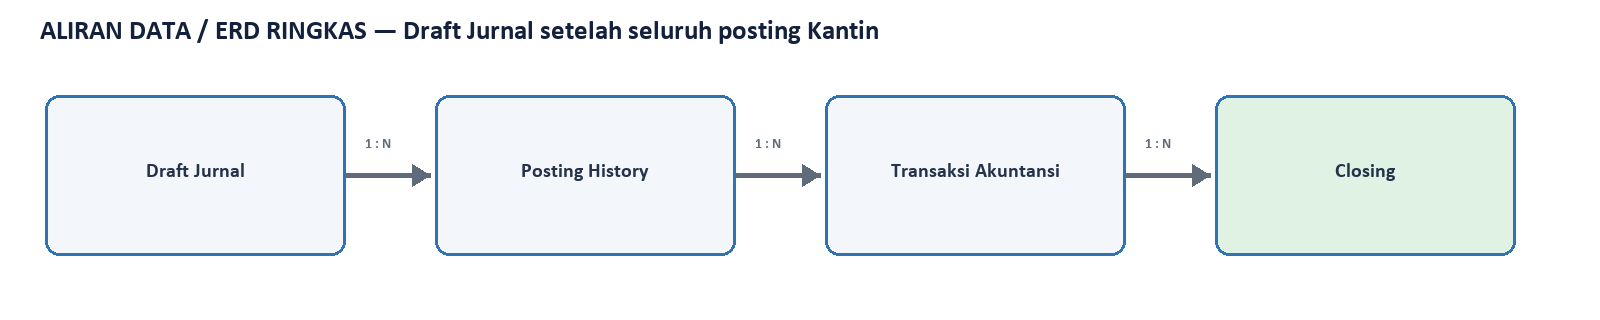 ALIRAN DATA / ERD RINGKAS — Draft Jurnal setelah seluruh posting Kantin
Draft Jurnal
1 : N
Posting History
1 : N
Transaksi Akuntansi
1 : N
Closing